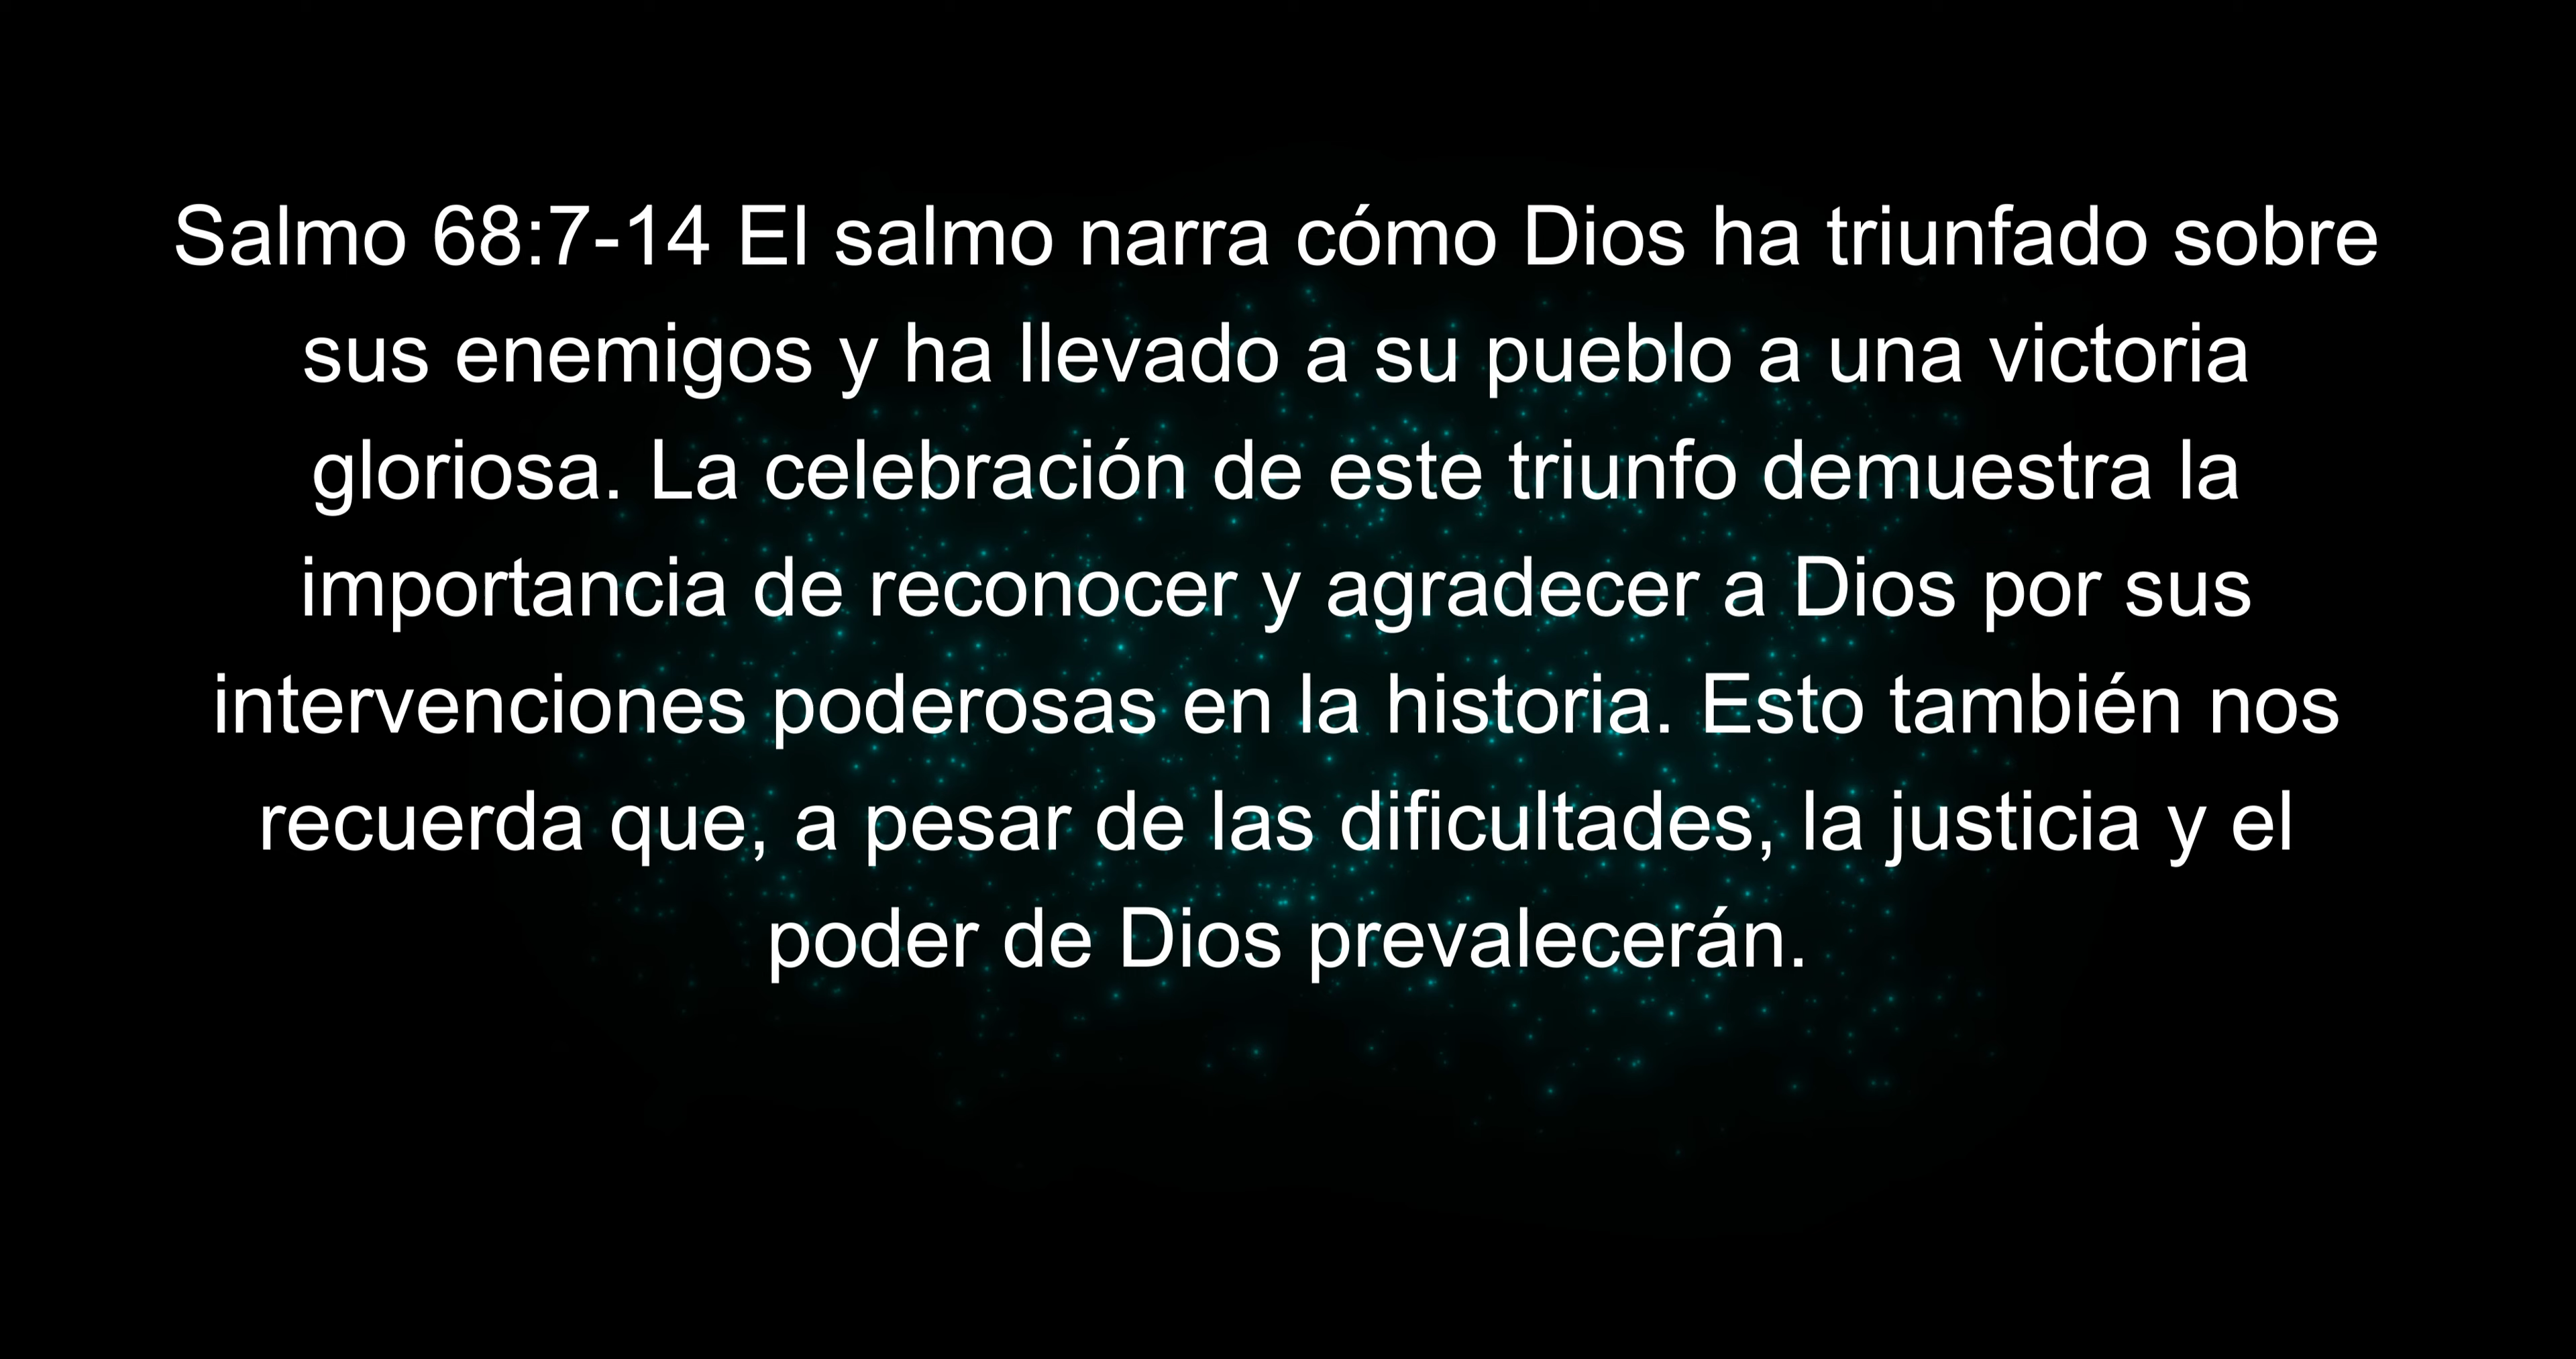 Salmo 68:7-14 El salmo narra cómo Dios ha triunfado sobre
sus enemigos y ha llevado a su pueblo a una victoria
gloriosa. La celebración de este triunfo demuestra la
importancia de reconocer y agradecer a Dios por sus
intervenciones poderosas en la historia. Esto también nos
recuerda que, a pesar de las dificultades, la justicia y el
poder de Dios prevalecerán.